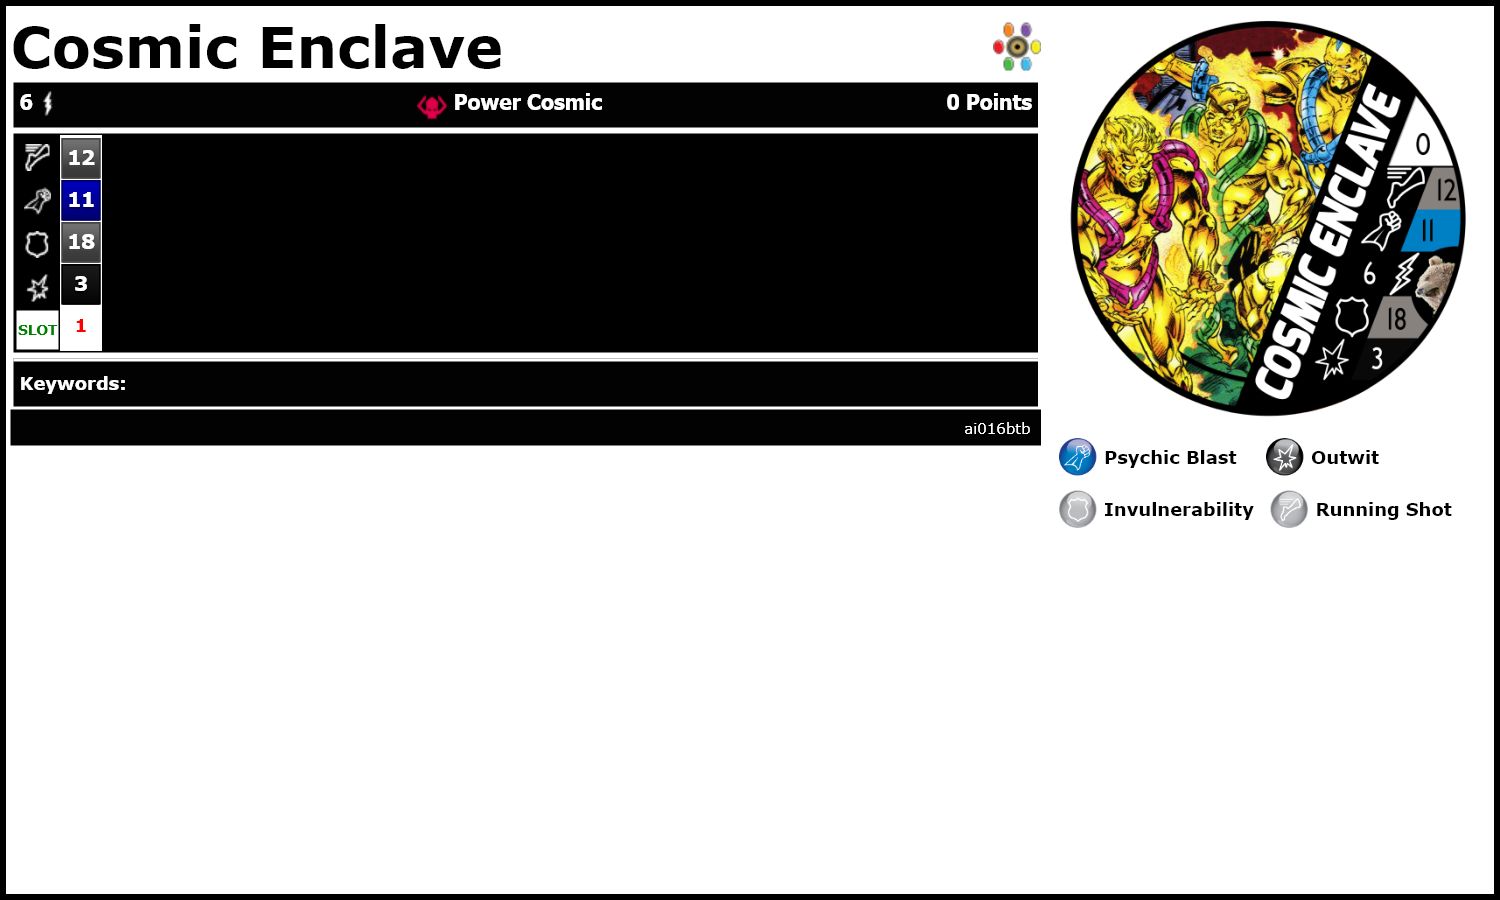 Cosmic Enclave
6 Power Cosmic 0 Points
12
11
18
3
SLOT 1
Keywords:
ai016btb
COSMIC ENCLAVE
0
12
11
6
18
3
Psychic Blast Outwit
Invulnerability Running Shot